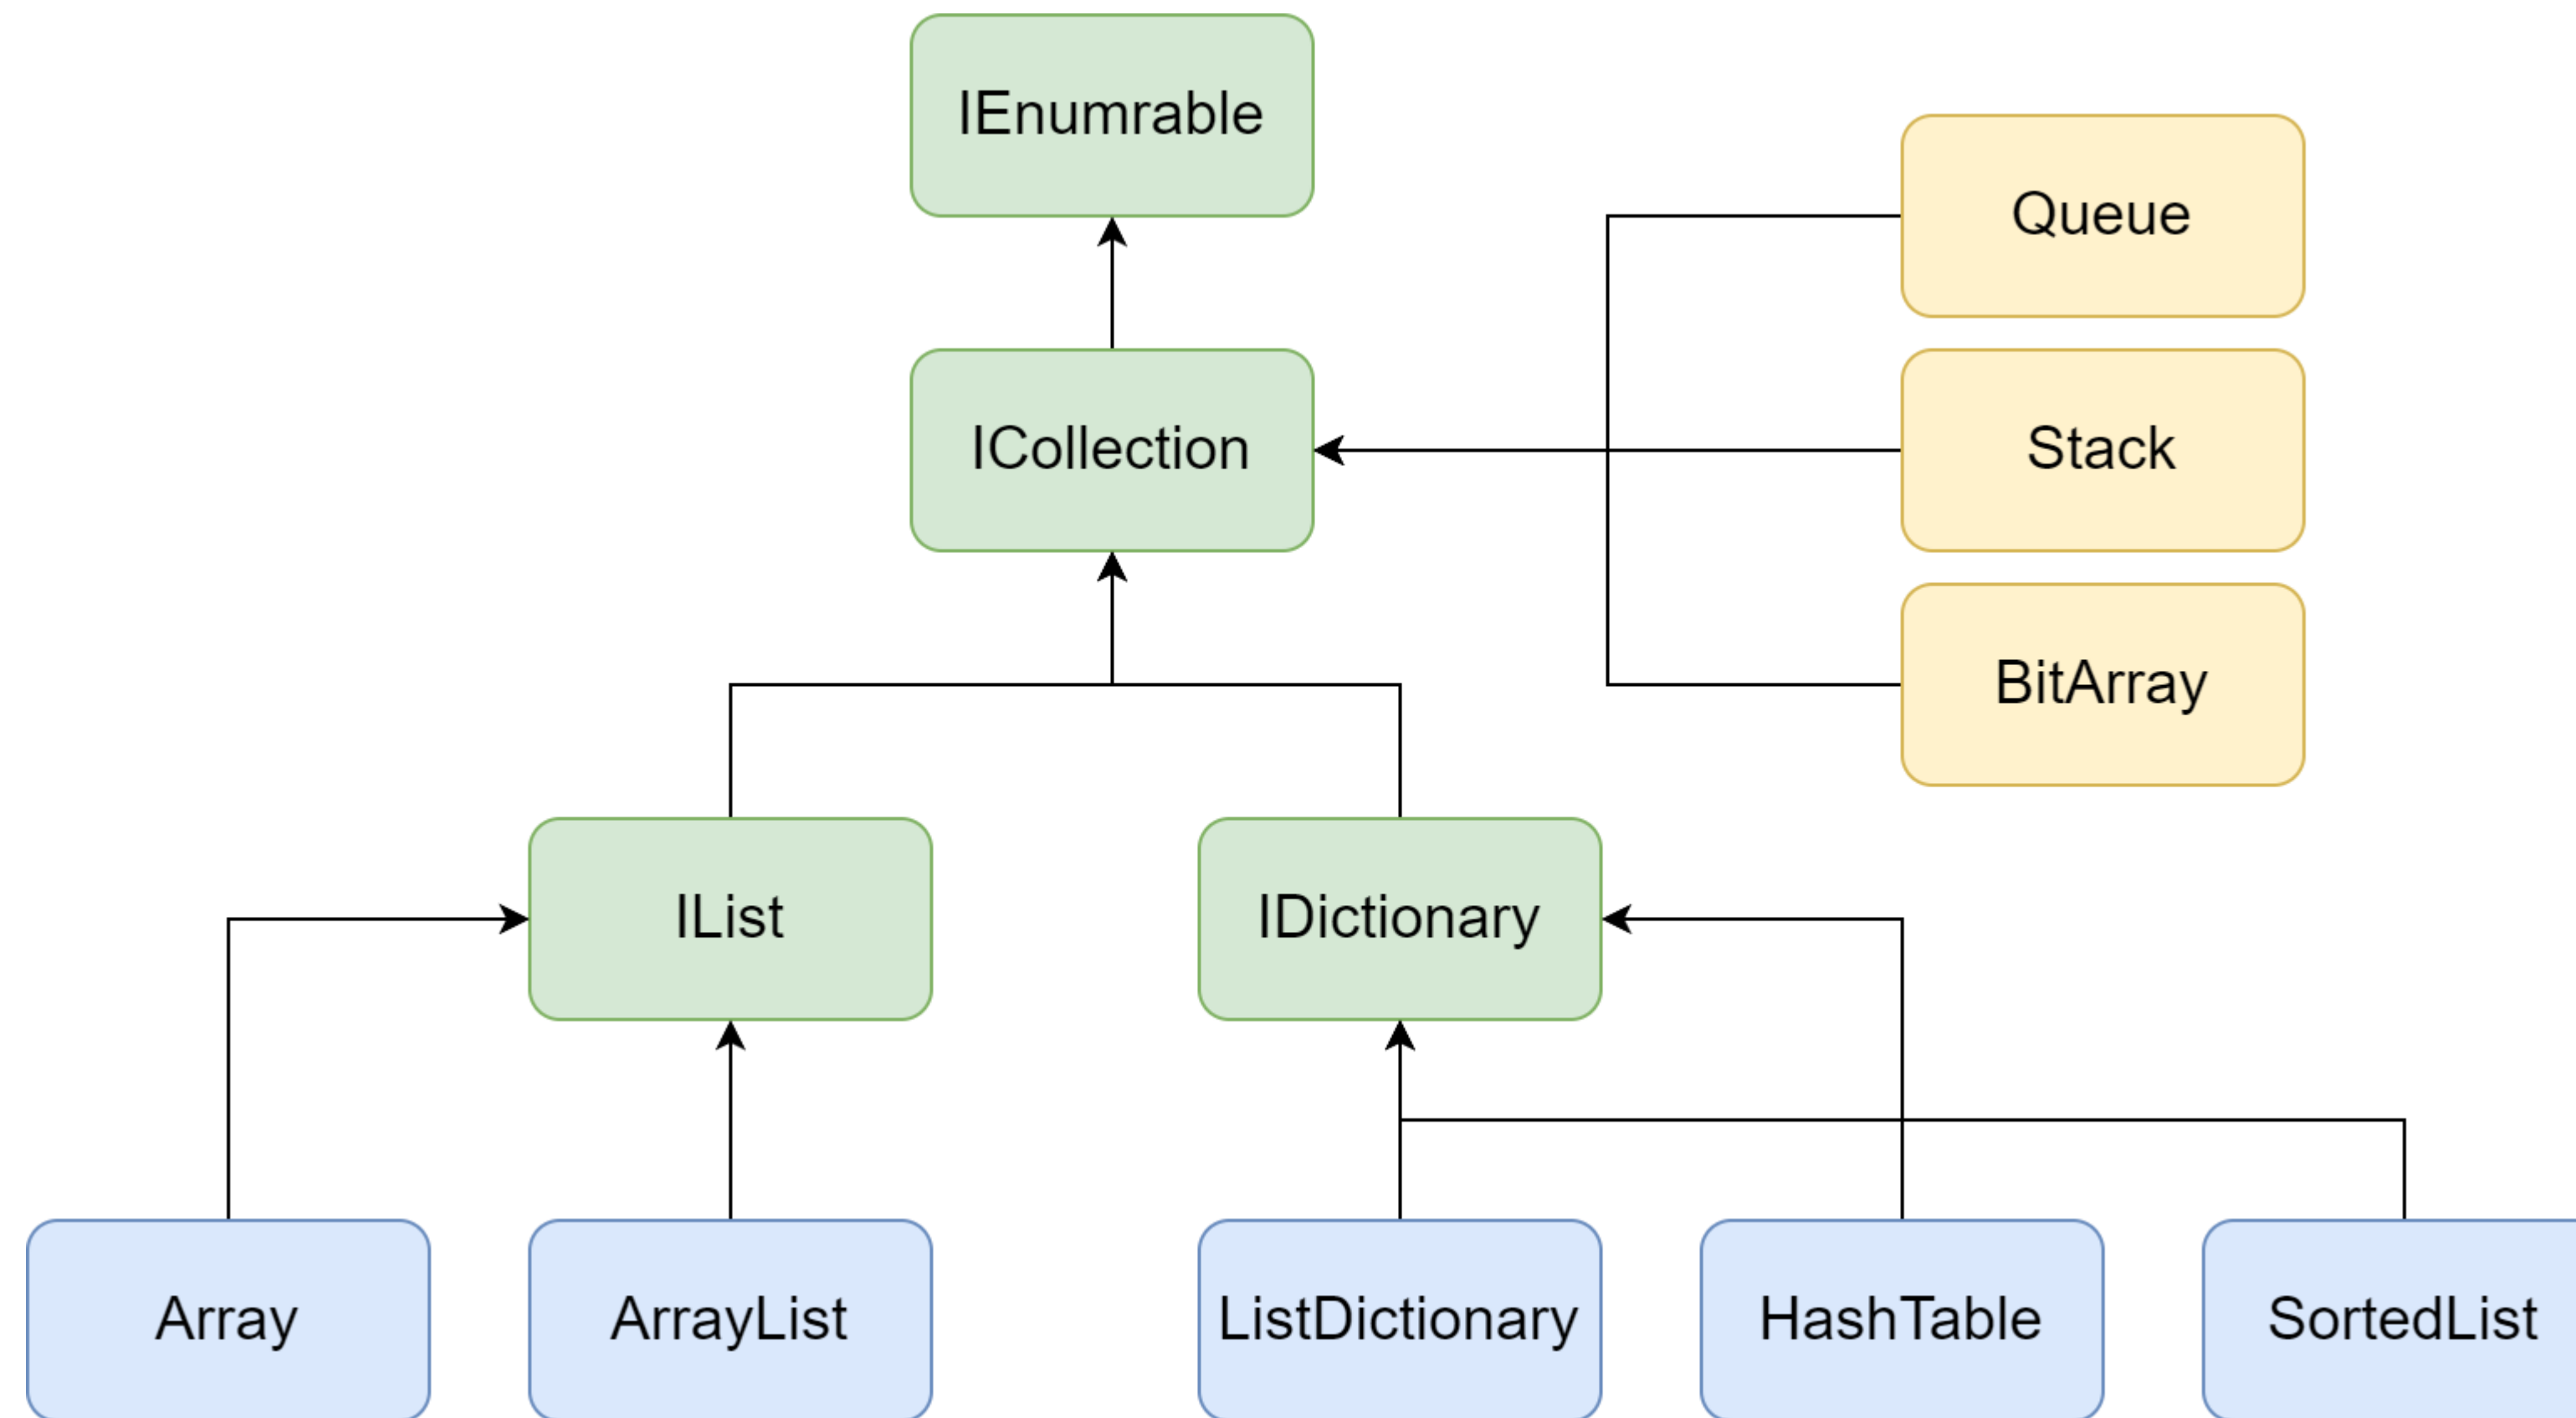 IEnumrable
Queue
ICollection
Stack
BitArray
IList
IDictionary
Array
ArrayList
ListDictionary
HashTable
SortedList